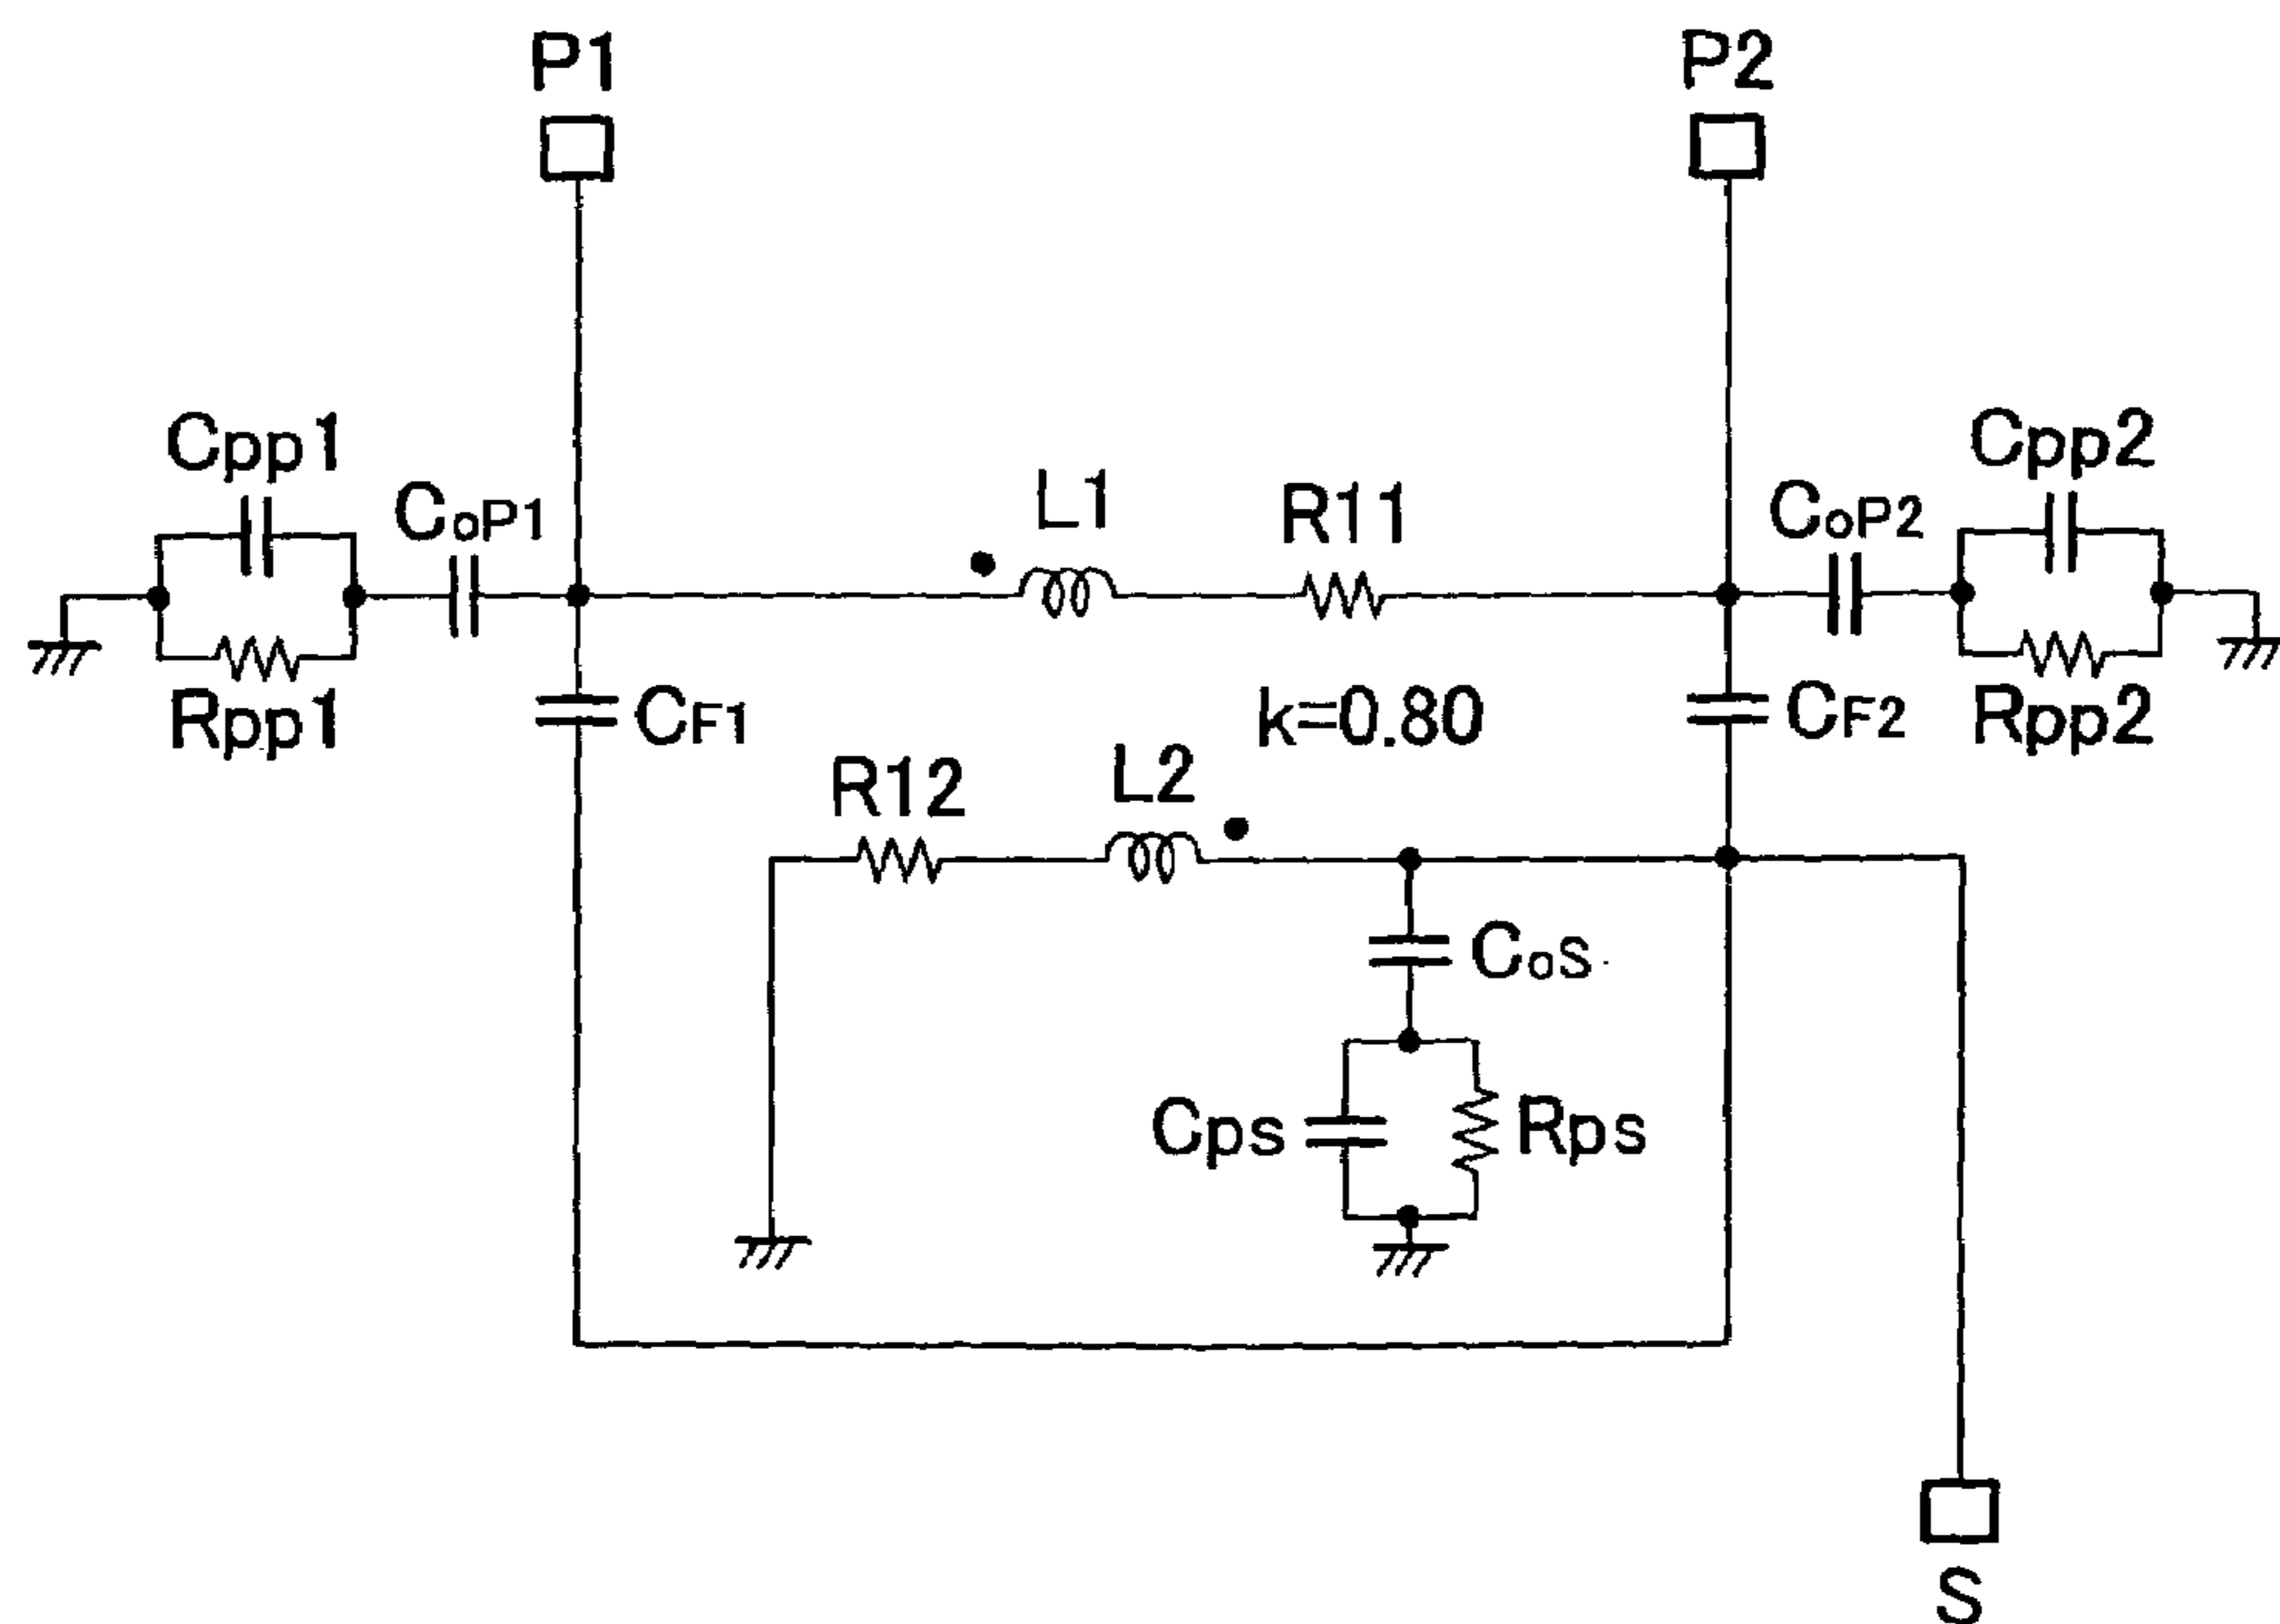 P1
P2
Cpp1
CoP1
L1
R11
CoP2
Cpp2
Rpp1
CF1
k=0.80
CF2
Rpp2
R12
L2
CoS
Cps
Rps
S